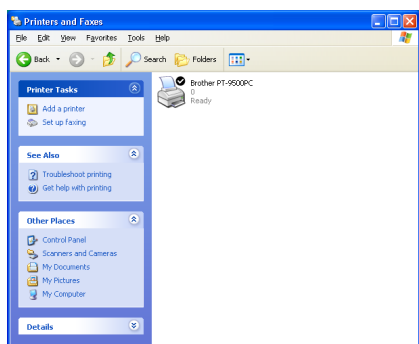 Printers and Faxes
File Edit View Favorites Tools Help
Back Search Folders
Printer Tasks
Add a printer
Set up faxing
See Also
Troubleshoot printing
Get help with printing
Other Places
Control Panel
Scanners and Cameras
My Documents
My Pictures
My Computer
Details
Brother PT-9500PC
0
Ready